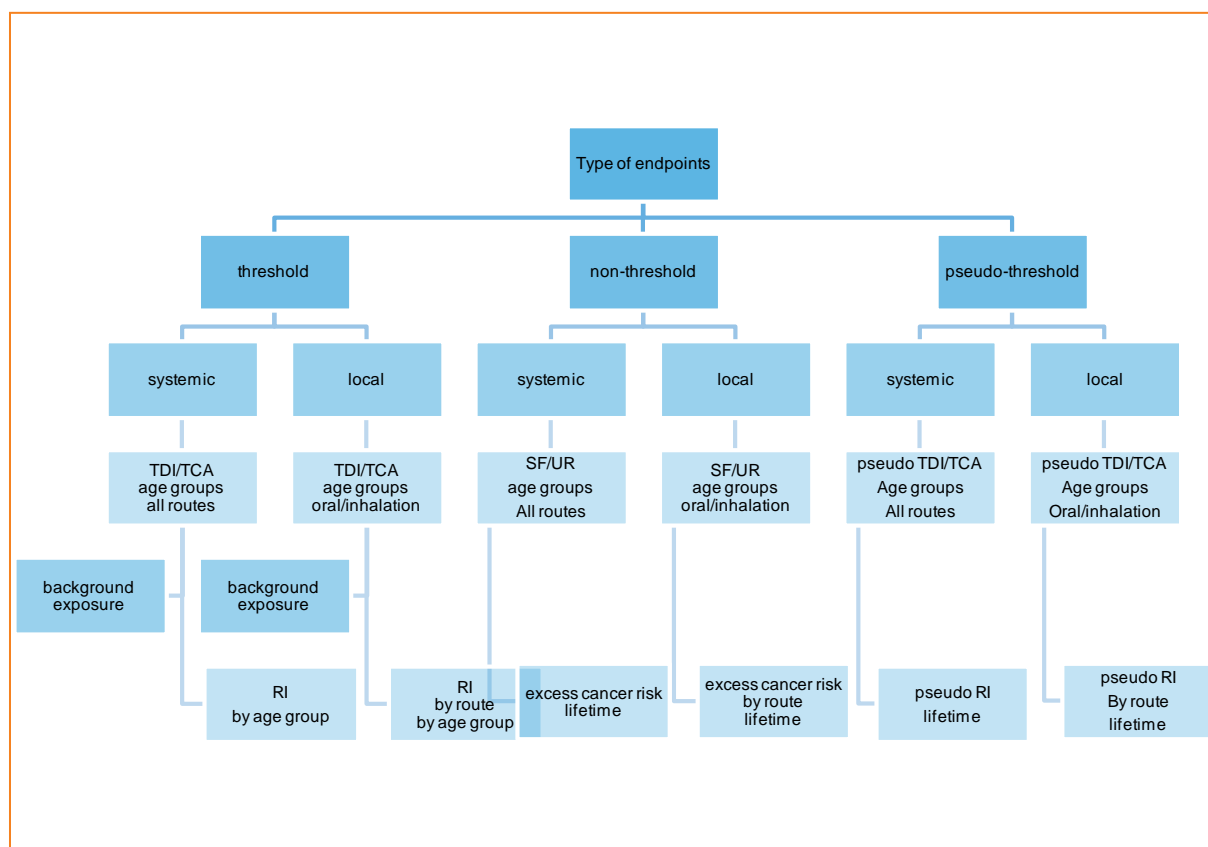 Type of endpoints
threshold
non-threshold
pseudo-threshold
systemic
local
systemic
local
systemic
local
TDI/TCA
age groups
all routes
TDI/TCA
age groups
oral/inhalation
SF/UR
age groups
All routes
SF/UR
age groups
oral/inhalation
pseudo TDI/TCA
Age groups
All routes
pseudo TDI/TCA
Age groups
Oral/inhalation
background
exposure
background
exposure
RI
by age group
RI
by route
by age group
excess cancer risk
lifetime
excess cancer risk
by route
lifetime
pseudo RI
lifetime
pseudo RI
By route
lifetime